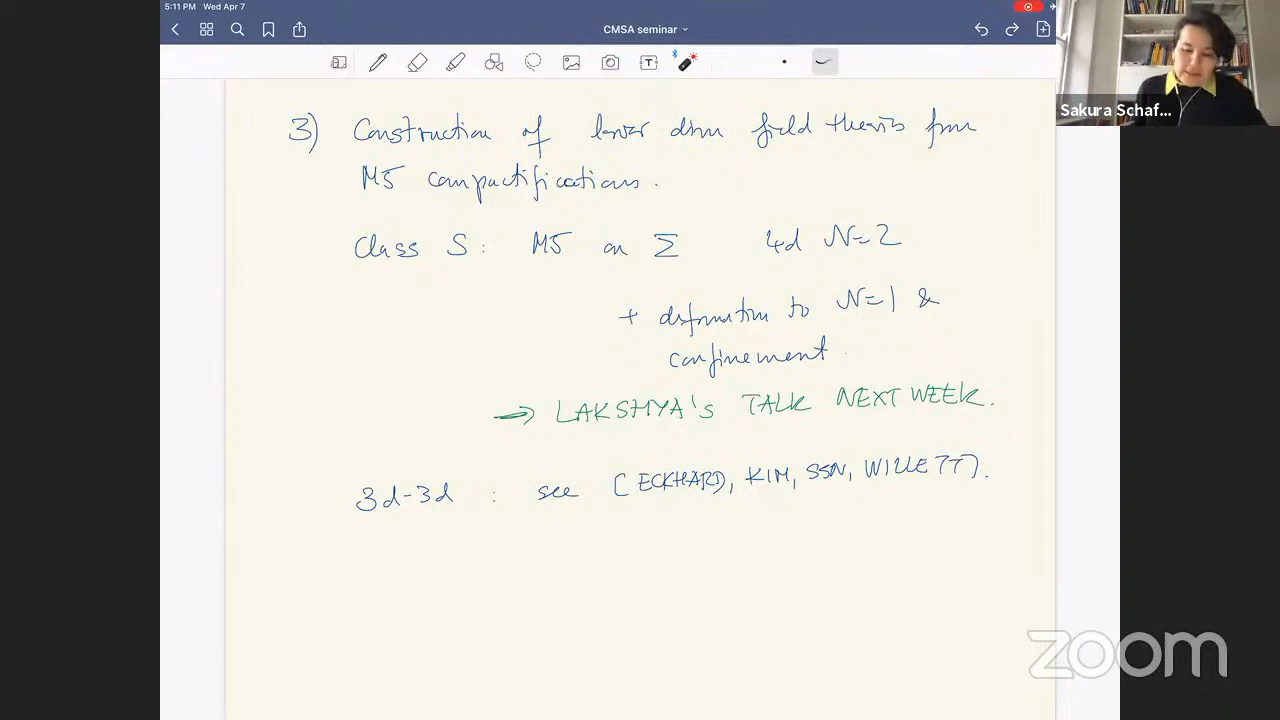 5:11 PM Wed Apr 7
CMSA seminar
Sakura Schaf...
3) Construction of lower dim field theories from
M5 compactifications.
Class S: M5 on Σ 4d N=2
+ deformation to N=1 &
confinement.
→ LAKSHYA'S TALK NEXT WEEK.
3d-3d : see [ECKHARD, KIM, SSN, WILLETT].
zoom